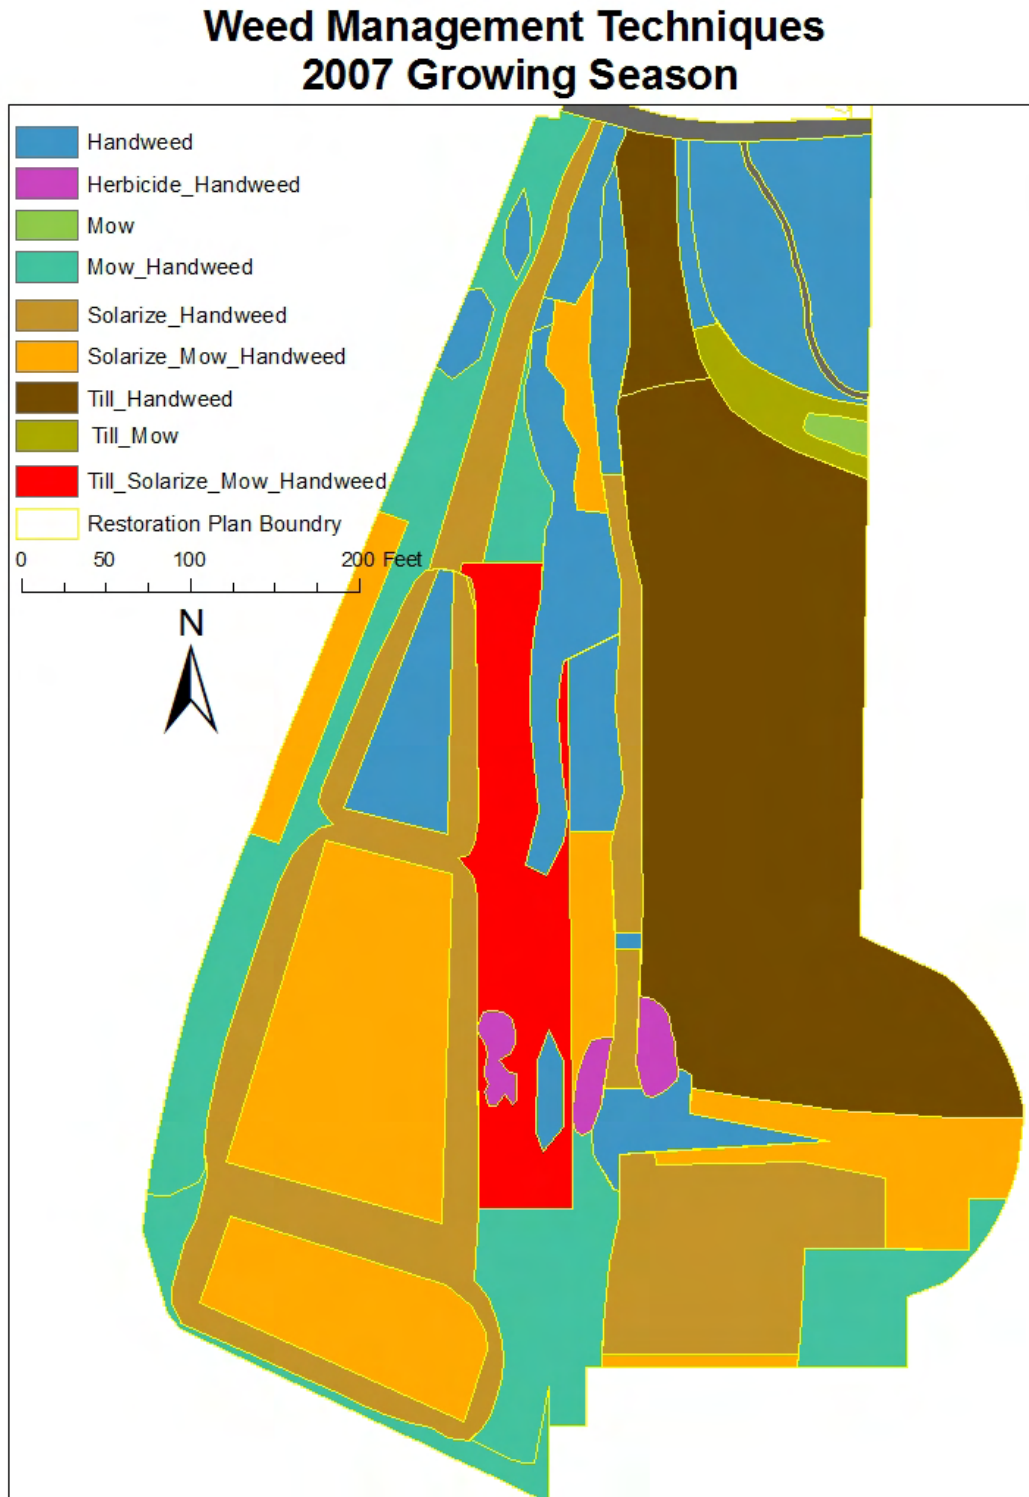 Weed Management Techniques
2007 Growing Season
Handweed
Herbicide_Handweed
Mow
Mow_Handweed
Solarize_Handweed
Solarize_Mow_Handweed
Till_Handweed
Till_Mow
Till_Solarize_Mow_Handweed
Restoration Plan Boundry
0 50 100 200 Feet
N